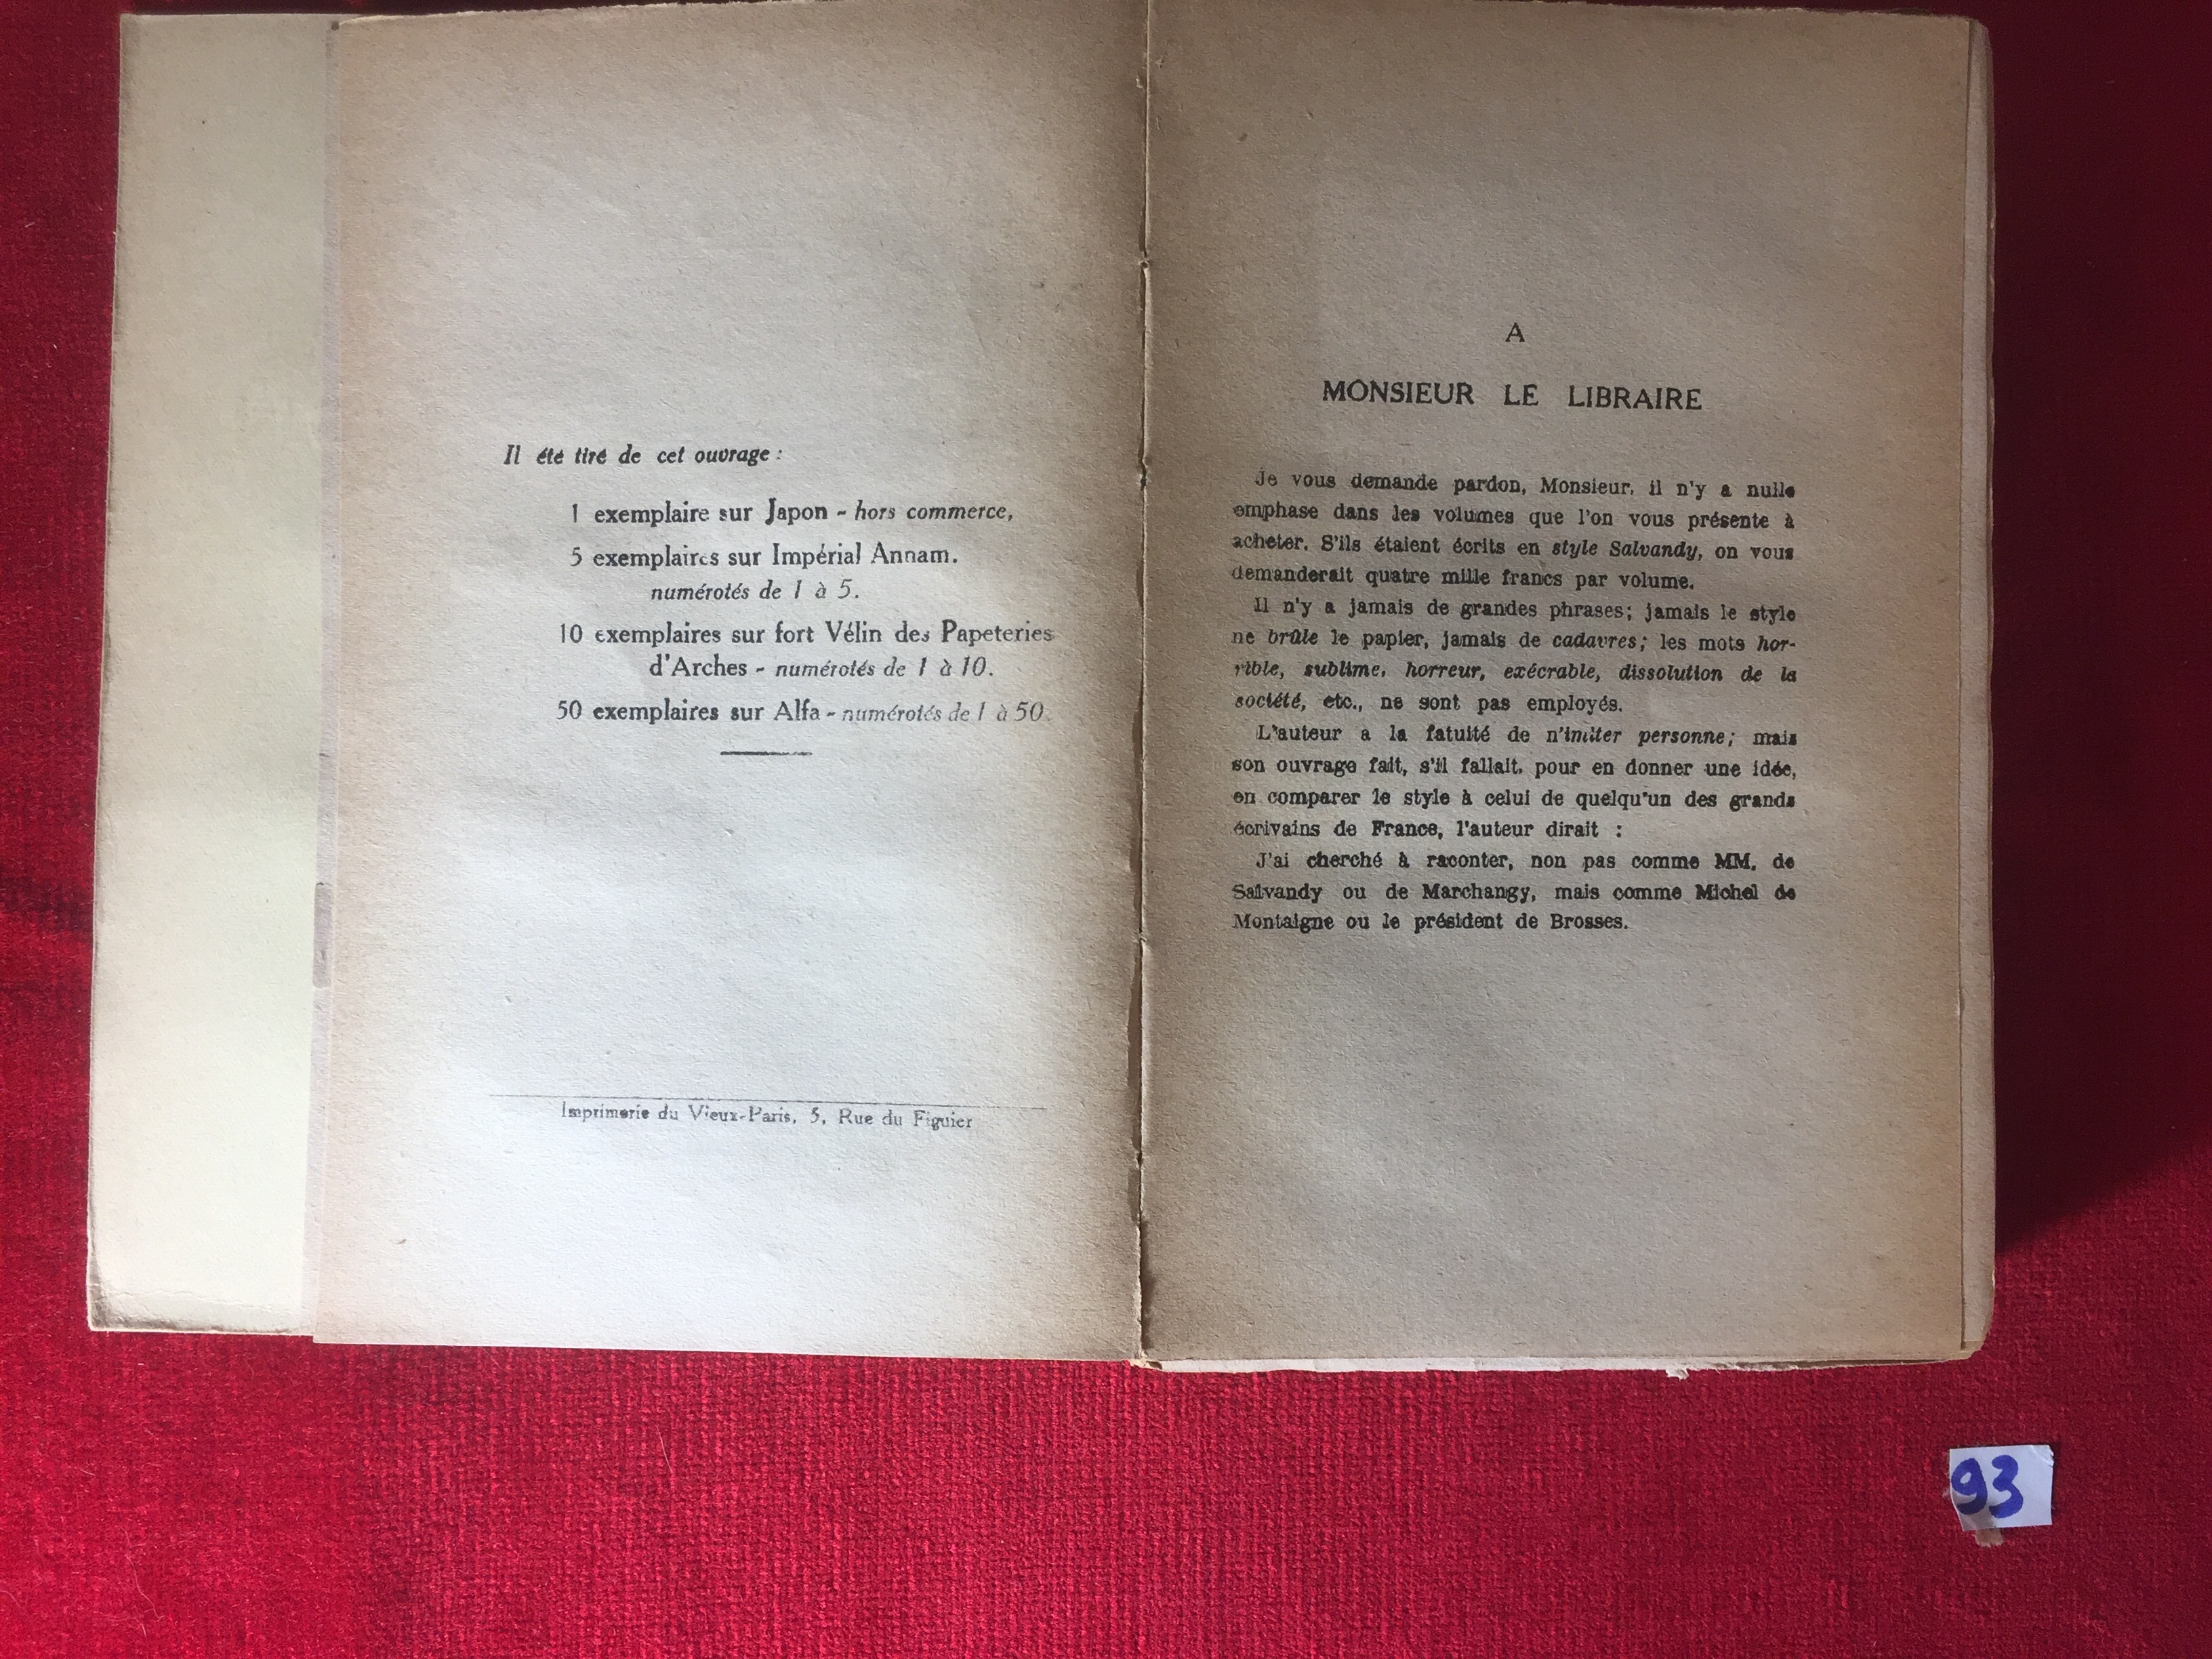 Il été tiré de cet ouvrage :
1 exemplaire sur Japon - hors commerce,
5 exemplaires sur Impérial Annam.
numérotés de 1 à 5.
10 exemplaires sur fort Vélin des Papeteries
d'Arches - numérotés de 1 à 10.
50 exemplaires sur Alfa - numérotés de 1 à 50.
Imprimerie du Vieux-Paris, 5, Rue du Figuier
A
MONSIEUR LE LIBRAIRE
Je vous demande pardon, Monsieur, il n'y a nulle
emphase dans les volumes que l'on vous présente à
acheter. S'ils étaient écrits en style Salvandy, on vous
demanderait quatre mille francs par volume.
Il n'y a jamais de grandes phrases; jamais le style
ne brûle le papier, jamais de cadavres; les mots hor-
rible, sublime, horreur, exécrable, dissolution de la
société, etc., ne sont pas employés.
L'auteur a la fatuité de n'imiter personne; mais
son ouvrage fait, s'il fallait, pour en donner une idée,
en comparer le style à celui de quelqu'un des grands
écrivains de France, l'auteur dirait :
J'ai cherché à raconter, non pas comme MM. de
Salvandy ou de Marchangy, mais comme Michel de
Montaigne ou le président de Brosses.
93